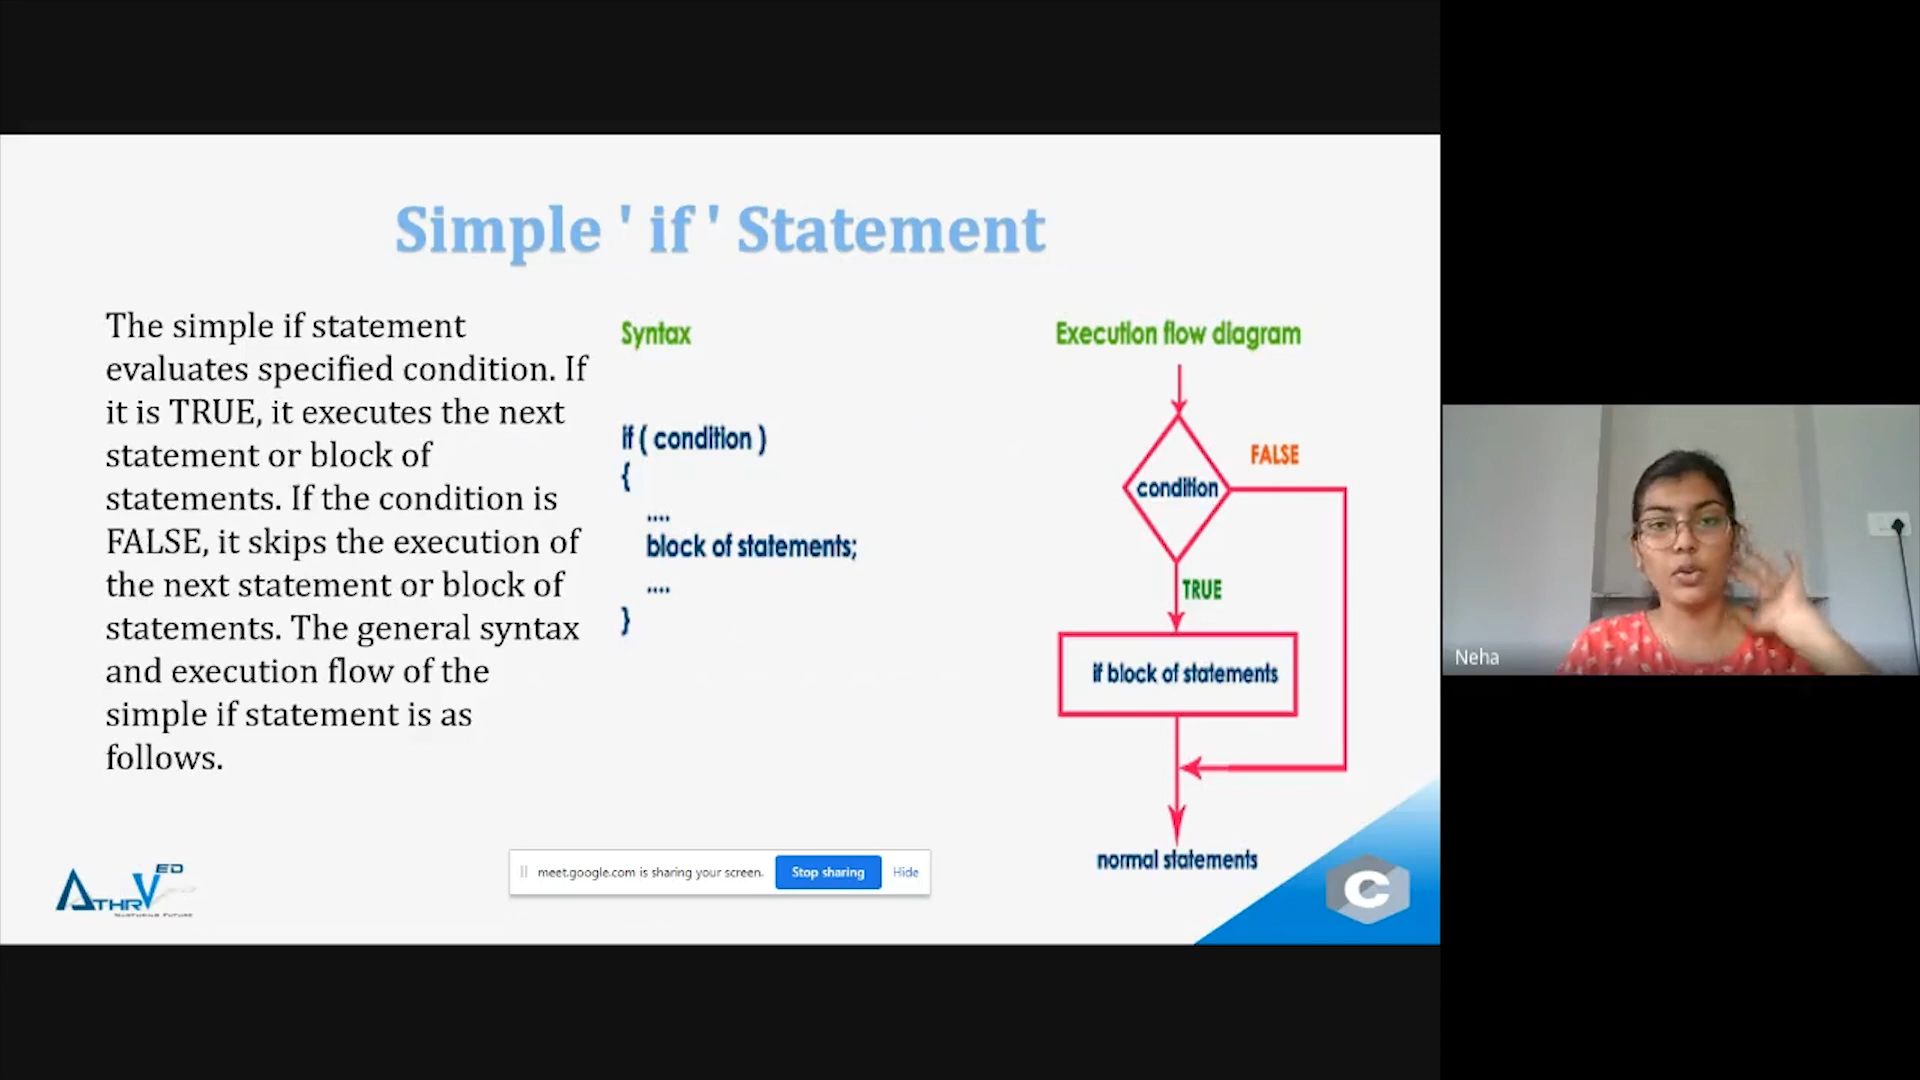 Simple ' if ' Statement
The simple if statement
evaluates specified condition. If
it is TRUE, it executes the next
statement or block of
statements. If the condition is
FALSE, it skips the execution of
the next statement or block of
statements. The general syntax
and execution flow of the
simple if statement is as
follows.
Syntax
if ( condition )
{
....
block of statements;
....
}
Execution flow diagram
condition
FALSE
TRUE
if block of statements
normal statements
ATHRV ED
NURTURING FUTURE
meet.google.com is sharing your screen.
Stop sharing
Hide
C
Neha